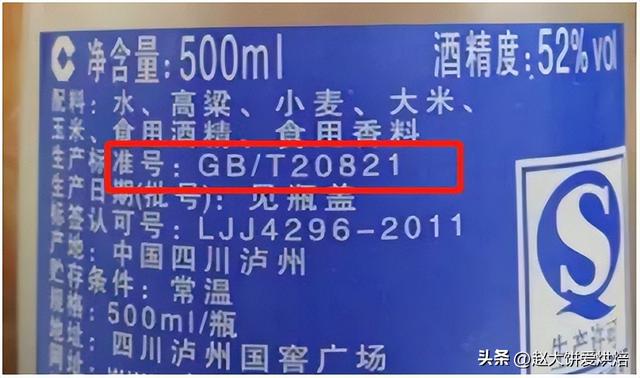 净含量:500ml 酒精度:52%vol
配料:水、高粱、小麦、大米、
玉米、食用酒精、食用香料
生产标准号:GB/T20821
生产日期(批号):见瓶盖
标签认可号:LJJ4296-2011
产地:中国四川泸州
贮存条件:常温
规格:500ml/瓶
地址:四川泸州国窖广场
生产许可
头条 @赵大饼爱烘焙